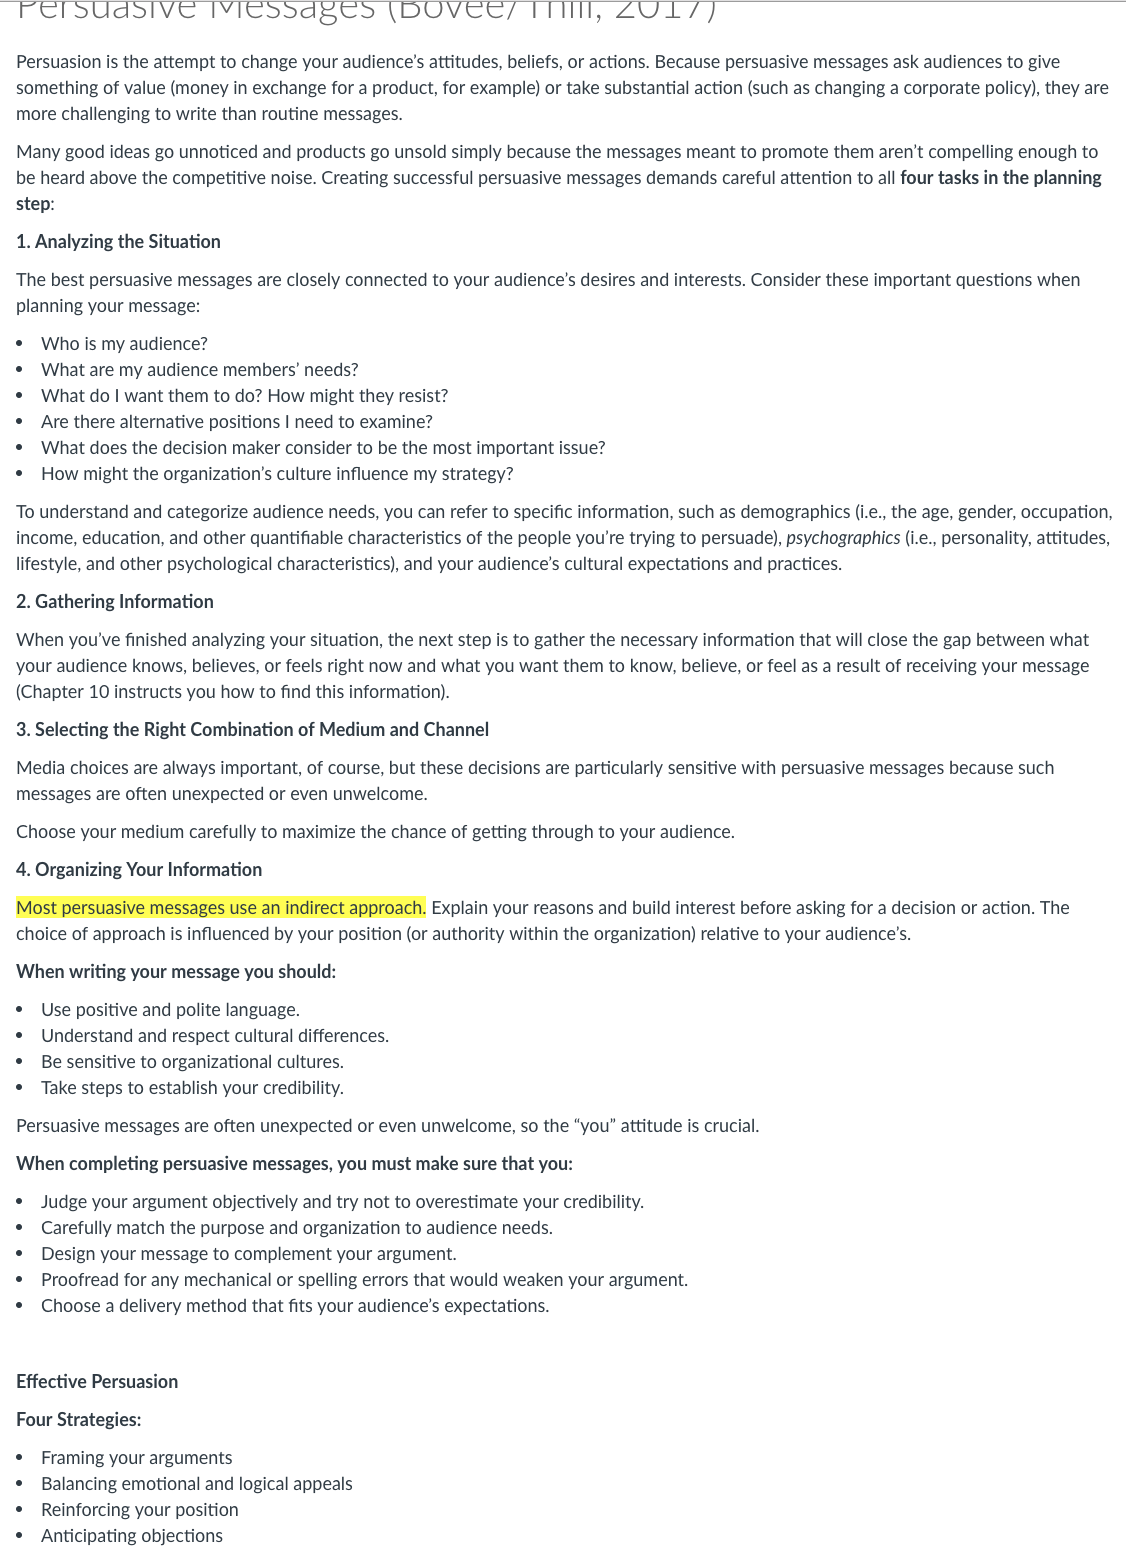 Persuasive Messages (Bovée/Thill, 2017)
Persuasion is the attempt to change your audience’s attitudes, beliefs, or actions. Because persuasive messages ask audiences to give
something of value (money in exchange for a product, for example) or take substantial action (such as changing a corporate policy), they are
more challenging to write than routine messages.
Many good ideas go unnoticed and products go unsold simply because the messages meant to promote them aren’t compelling enough to
be heard above the competitive noise. Creating successful persuasive messages demands careful attention to all four tasks in the planning
step:
1. Analyzing the Situation
The best persuasive messages are closely connected to your audience’s desires and interests. Consider these important questions when
planning your message:
• Who is my audience?
• What are my audience members’ needs?
• What do I want them to do? How might they resist?
• Are there alternative positions I need to examine?
• What does the decision maker consider to be the most important issue?
• How might the organization’s culture influence my strategy?
To understand and categorize audience needs, you can refer to specific information, such as demographics (i.e., the age, gender, occupation,
income, education, and other quantifiable characteristics of the people you’re trying to persuade), psychographics (i.e., personality, attitudes,
lifestyle, and other psychological characteristics), and your audience’s cultural expectations and practices.
2. Gathering Information
When you’ve finished analyzing your situation, the next step is to gather the necessary information that will close the gap between what
your audience knows, believes, or feels right now and what you want them to know, believe, or feel as a result of receiving your message
(Chapter 10 instructs you how to find this information).
3. Selecting the Right Combination of Medium and Channel
Media choices are always important, of course, but these decisions are particularly sensitive with persuasive messages because such
messages are often unexpected or even unwelcome.
Choose your medium carefully to maximize the chance of getting through to your audience.
4. Organizing Your Information
Most persuasive messages use an indirect approach. Explain your reasons and build interest before asking for a decision or action. The
choice of approach is influenced by your position (or authority within the organization) relative to your audience’s.
When writing your message you should:
• Use positive and polite language.
• Understand and respect cultural differences.
• Be sensitive to organizational cultures.
• Take steps to establish your credibility.
Persuasive messages are often unexpected or even unwelcome, so the “you” attitude is crucial.
When completing persuasive messages, you must make sure that you:
• Judge your argument objectively and try not to overestimate your credibility.
• Carefully match the purpose and organization to audience needs.
• Design your message to complement your argument.
• Proofread for any mechanical or spelling errors that would weaken your argument.
• Choose a delivery method that fits your audience’s expectations.
Effective Persuasion
Four Strategies:
• Framing your arguments
• Balancing emotional and logical appeals
• Reinforcing your position
• Anticipating objections